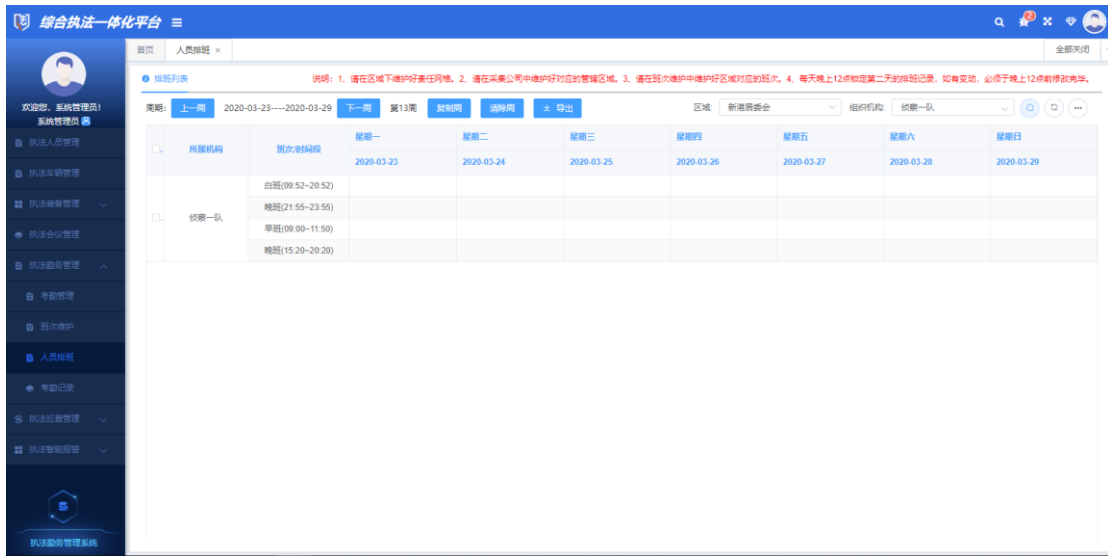 综合执法一体化平台
2
首页 人员排班 × 全部关闭
欢迎您，系统管理员!
系统管理员
执法人员管理
执法车辆管理
执法装备管理
执法会议管理
执法勤务管理
考勤管理
班次维护
人员排班
考勤记录
执法巡查管理
执法智能报警
执法勤务管理系统
排班列表
说明：1、请在区域下维护好责任网格。2、请在采集公司中维护好对应的管辖区域。3、请在班次维护中维护好区域对应的班次。4、每天晚上12点锁定第二天的排班记录，如有变动，必须于晚上12点前修改完毕。
周期: 上一周 2020-03-23----2020-03-29 下一周 第13周 复制周 清除周 导出 区域: 新港居委会 组织机构: 侦察一队
所属机构 班次/时间段 星期一 星期二 星期三 星期四 星期五 星期六 星期日
2020-03-23 2020-03-24 2020-03-25 2020-03-26 2020-03-27 2020-03-28 2020-03-29
侦察一队
白班(09:52~20:52)
晚班(21:55~23:55)
早班(09:00~11:50)
晚班(15:20~20:20)